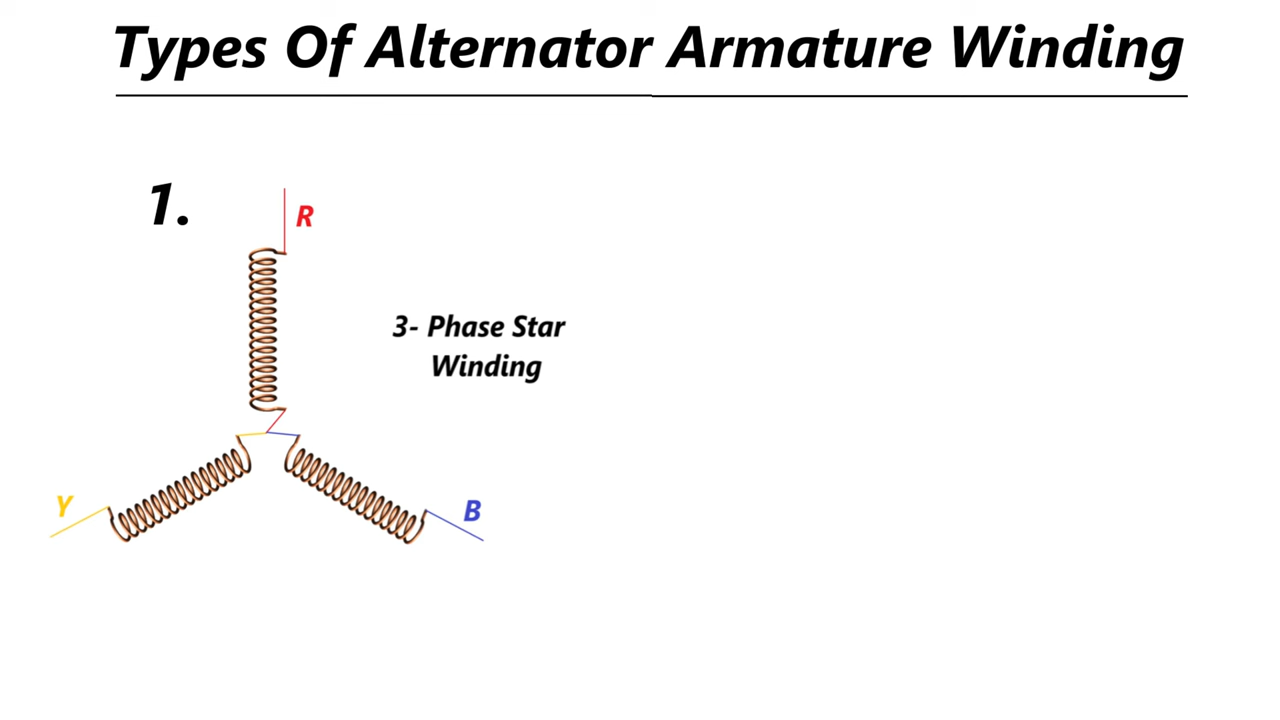 Types Of Alternator Armature Winding
1.
R
3- Phase Star
Winding
Y
B